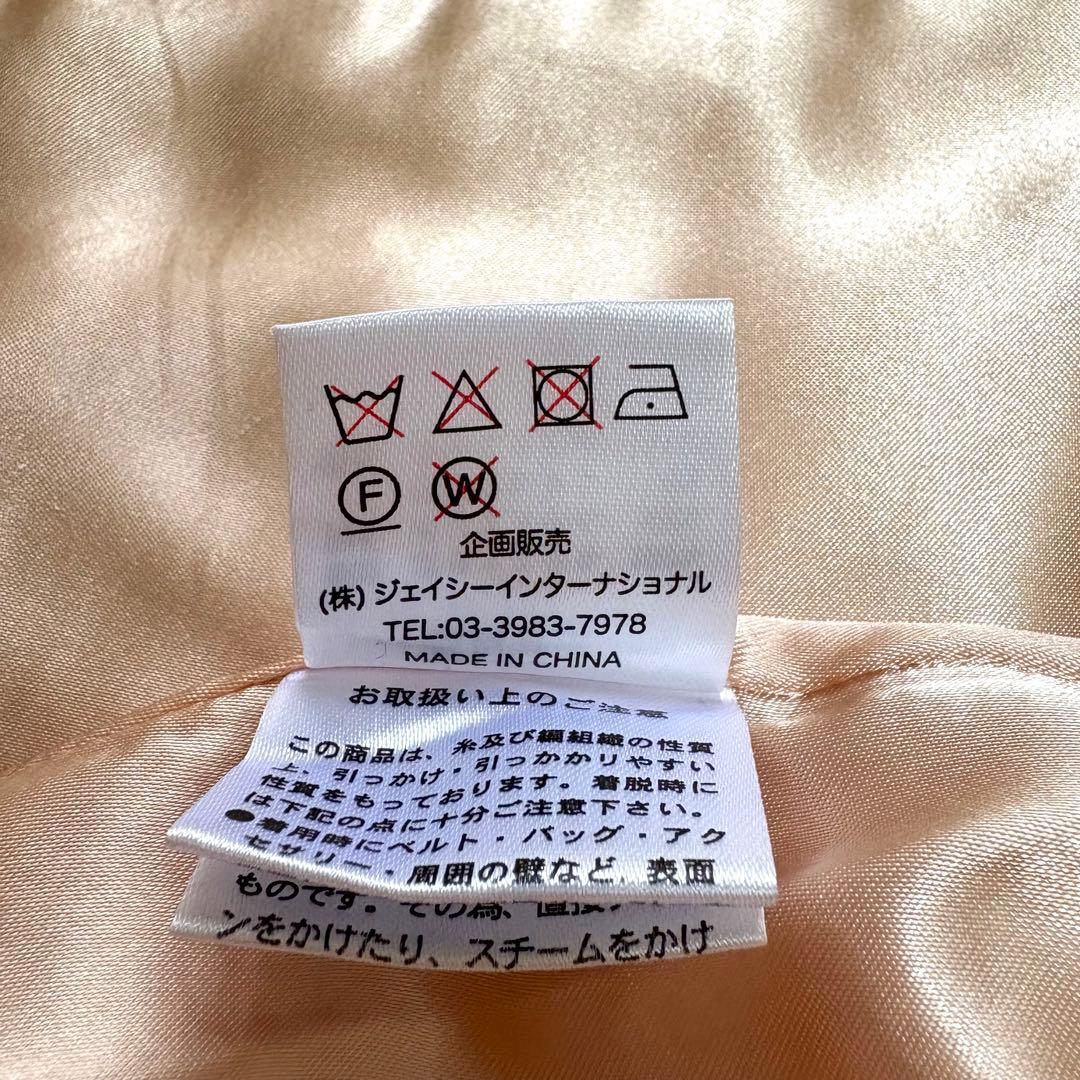 F W
企画販売
(株) ジェイシーインターナショナル
TEL:03-3983-7978
MADE IN CHINA
お取扱い上のご注意
この商品は、糸及び編組織の性質
上、引っかけ・引っかかりやすい
性質をもっております。着脱時に
は下記の点に十分ご注意下さい。
●着用時にベルト・バッグ・アク
セサリー・周囲の壁など、表面
ものです。その為、直接
ンをかけたり、スチームをかけ